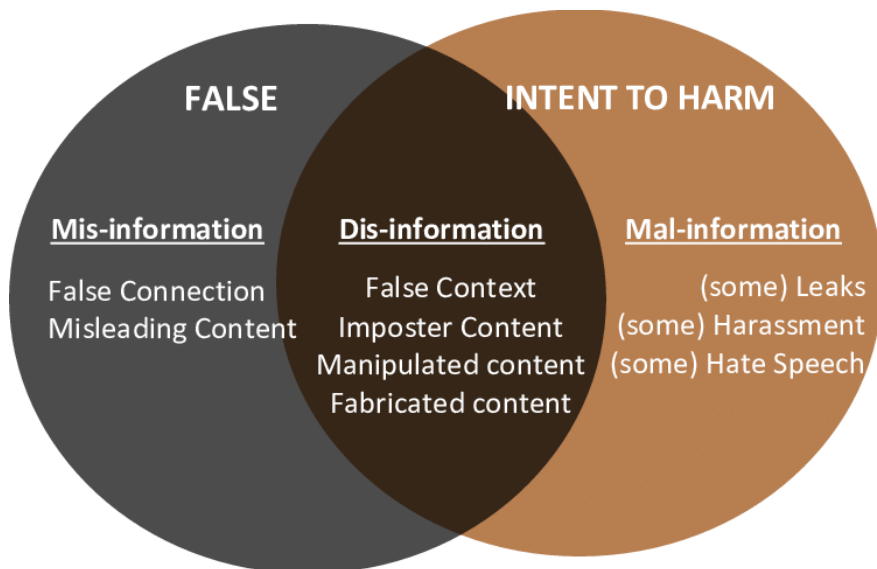 FALSE
INTENT TO HARM
Mis-information
False Connection
Misleading Content
Dis-information
False Context
Imposter Content
Manipulated content
Fabricated content
Mal-information
(some) Leaks
(some) Harassment
(some) Hate Speech